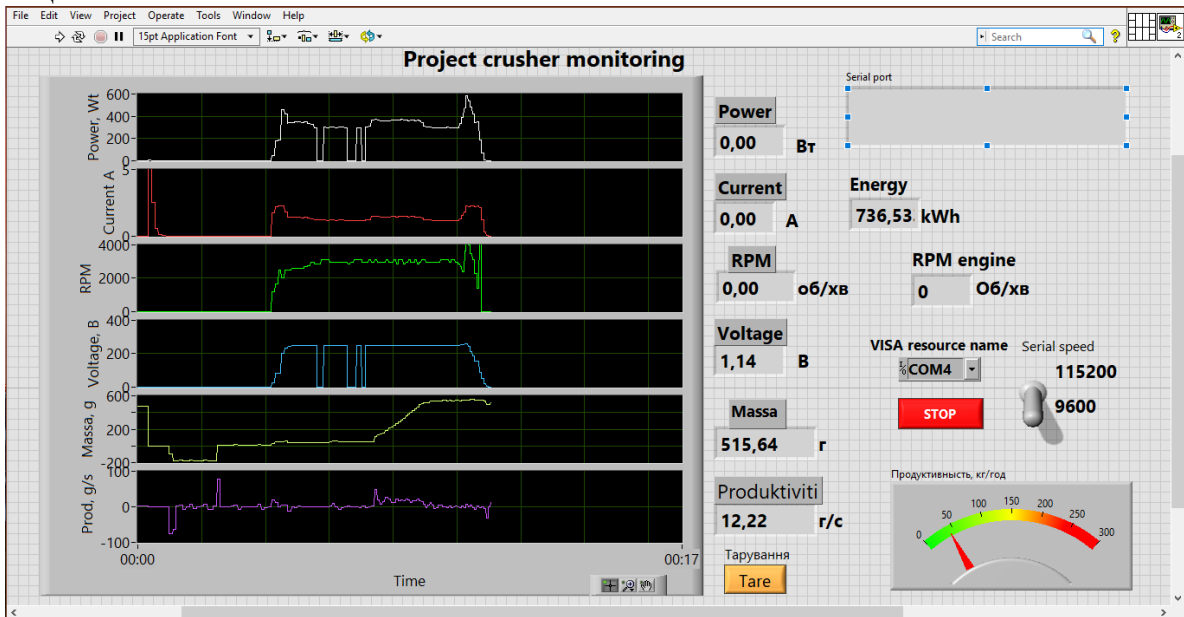 File Edit View Project Operate Tools Window Help
15pt Application Font
Search
2
Project crusher monitoring
Power, Wt
600
400
200
0
Current A
5
0
RPM
4000
2000
0
Voltage, B
400
200
0
Massa, g
600
200
-200
Prod, g/s
100
0
-100
00:00
00:17
Time
Power
0,00 Вт
Current
0,00 A
RPM
0,00 об/хв
Voltage
1,14 В
Massa
515,64 г
Produktiviti
12,22 г/с
Тарування
Tare
Serial port
Energy
736,53 kWh
RPM engine
0 Об/хв
VISA resource name
COM4
STOP
Serial speed
115200
9600
Продуктивнысть, кг/год
0 50 100 150 200 250 300